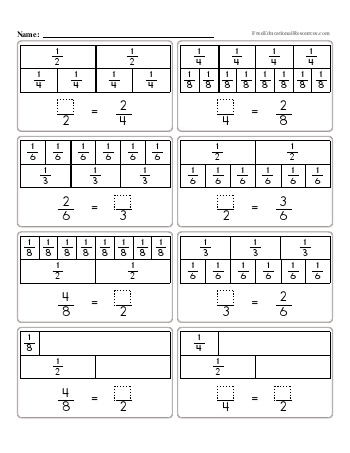 Name:
FreeEducationalResources.com
1/2 1/2
1/4 1/4 1/4 1/4
/2 = 2/4
1/4 1/4 1/4 1/4
1/8 1/8 1/8 1/8 1/8 1/8 1/8 1/8
/4 = 2/8
1/6 1/6 1/6 1/6 1/6 1/6
1/3 1/3 1/3
2/6 = /3
1/2 1/2
1/6 1/6 1/6 1/6 1/6 1/6
/2 = 3/6
1/8 1/8 1/8 1/8 1/8 1/8 1/8 1/8
1/2 1/2
4/8 = /2
1/3 1/3 1/3
1/6 1/6 1/6 1/6 1/6 1/6
/3 = 2/6
1/8
1/2
4/8 = /2
1/4
/4 = /2